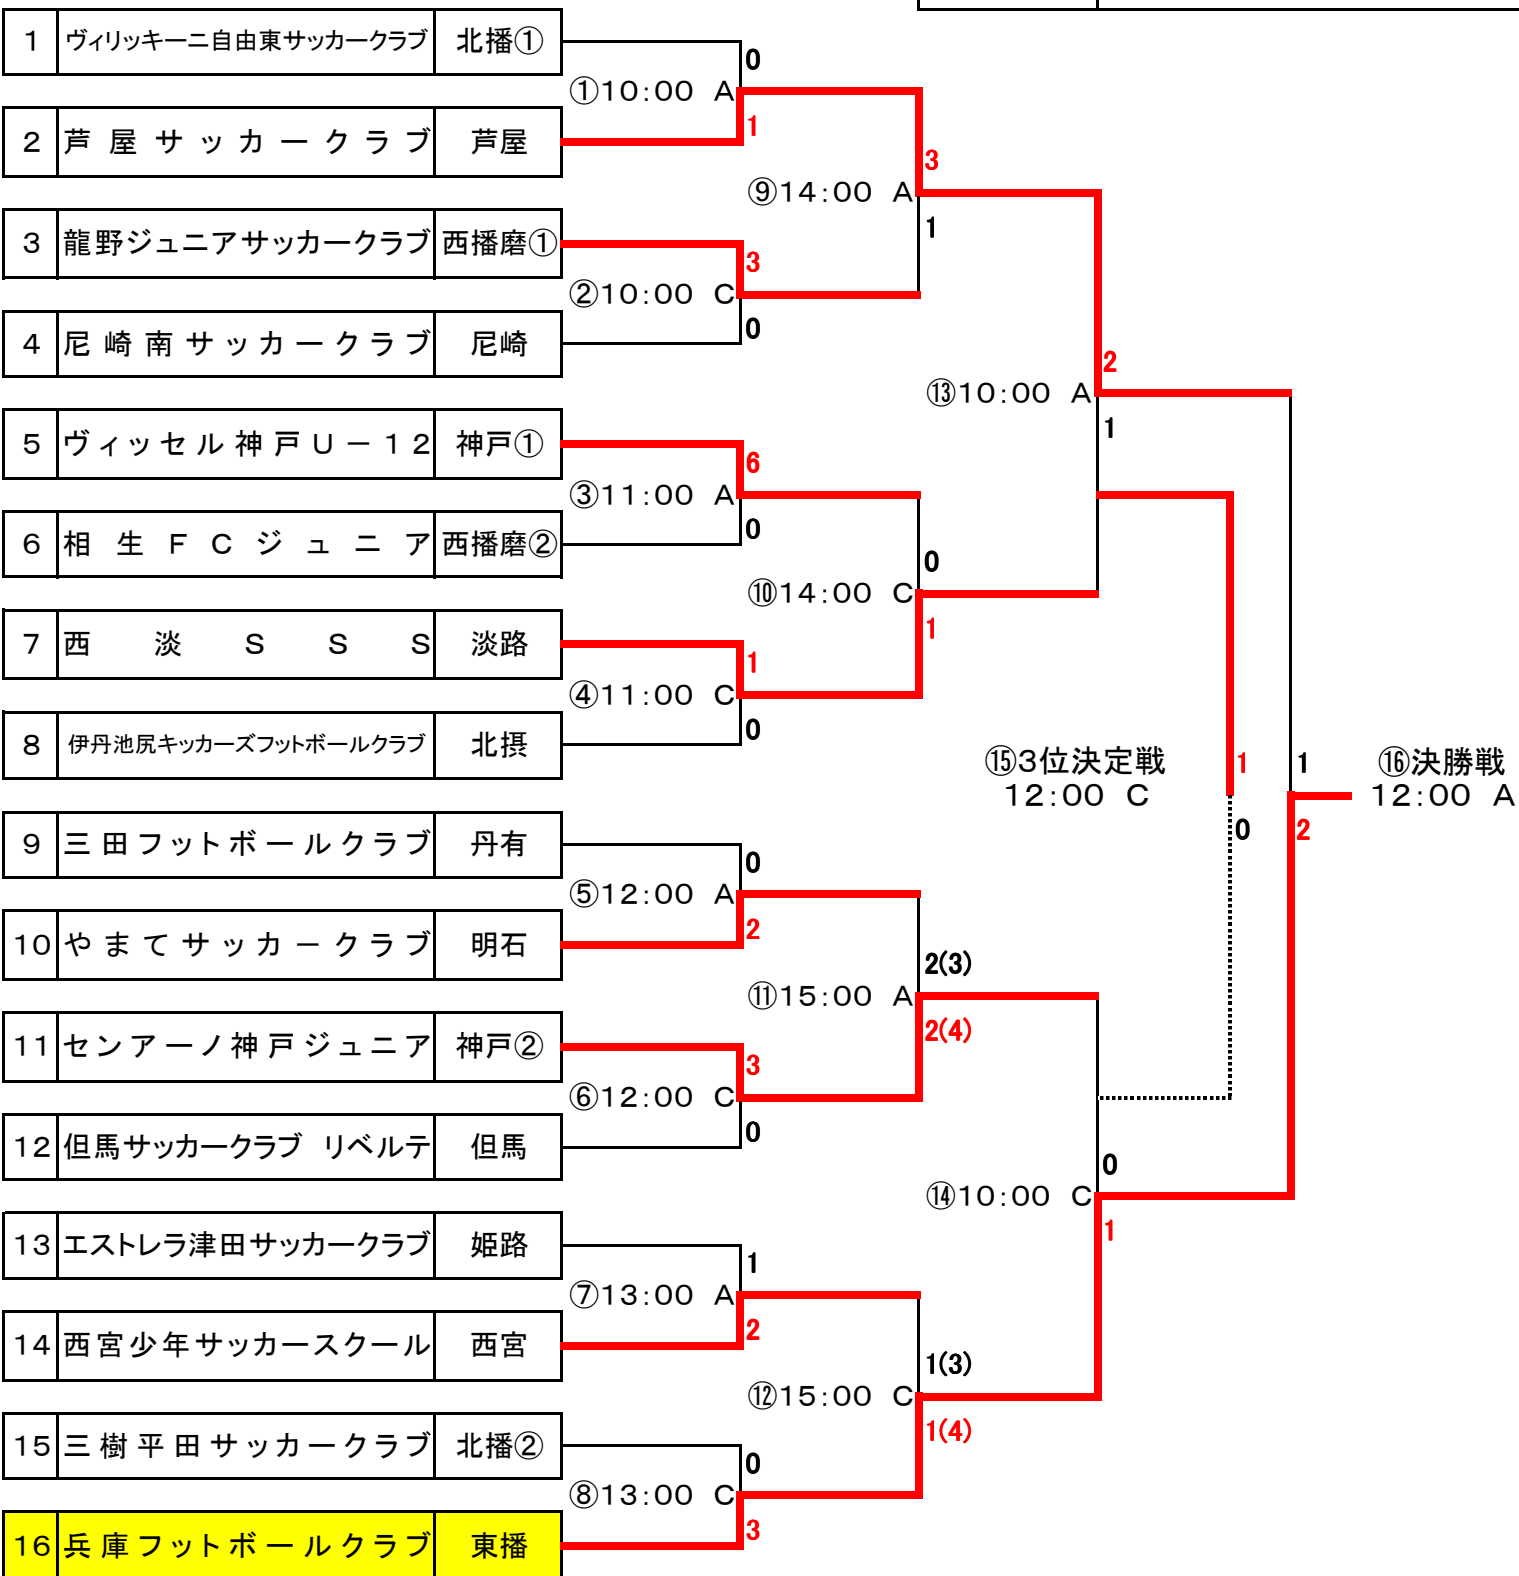 1 ヴィリッキーニ自由東サッカークラブ 北播①
0
①10:00 A
1
2 芦屋サッカークラブ 芦屋
3
⑨14:00 A
1
3 龍野ジュニアサッカークラブ 西播磨①
3
②10:00 C
0
4 尼崎南サッカークラブ 尼崎
2
⑬10:00 A
1
5 ヴィッセル神戸U－12 神戸①
6
③11:00 A
0
6 相生FCジュニア 西播磨②
0
⑩14:00 C
1
7 西淡SSS 淡路
1
④11:00 C
0
8 伊丹池尻キッカーズフットボールクラブ 北摂
⑮3位決定戦
12:00 C
1
0
1
2
⑯決勝戦
12:00 A
9 三田フットボールクラブ 丹有
0
⑤12:00 A
2
10 やまてサッカークラブ 明石
2(3)
⑪15:00 A
2(4)
11 センアーノ神戸ジュニア 神戸②
3
⑥12:00 C
0
12 但馬サッカークラブ リベルテ 但馬
0
⑭10:00 C
1
13 エストレラ津田サッカークラブ 姫路
1
⑦13:00 A
2
14 西宮少年サッカースクール 西宮
1(3)
⑫15:00 C
1(4)
15 三樹平田サッカークラブ 北播②
0
⑧13:00 C
3
16 兵庫フットボールクラブ 東播